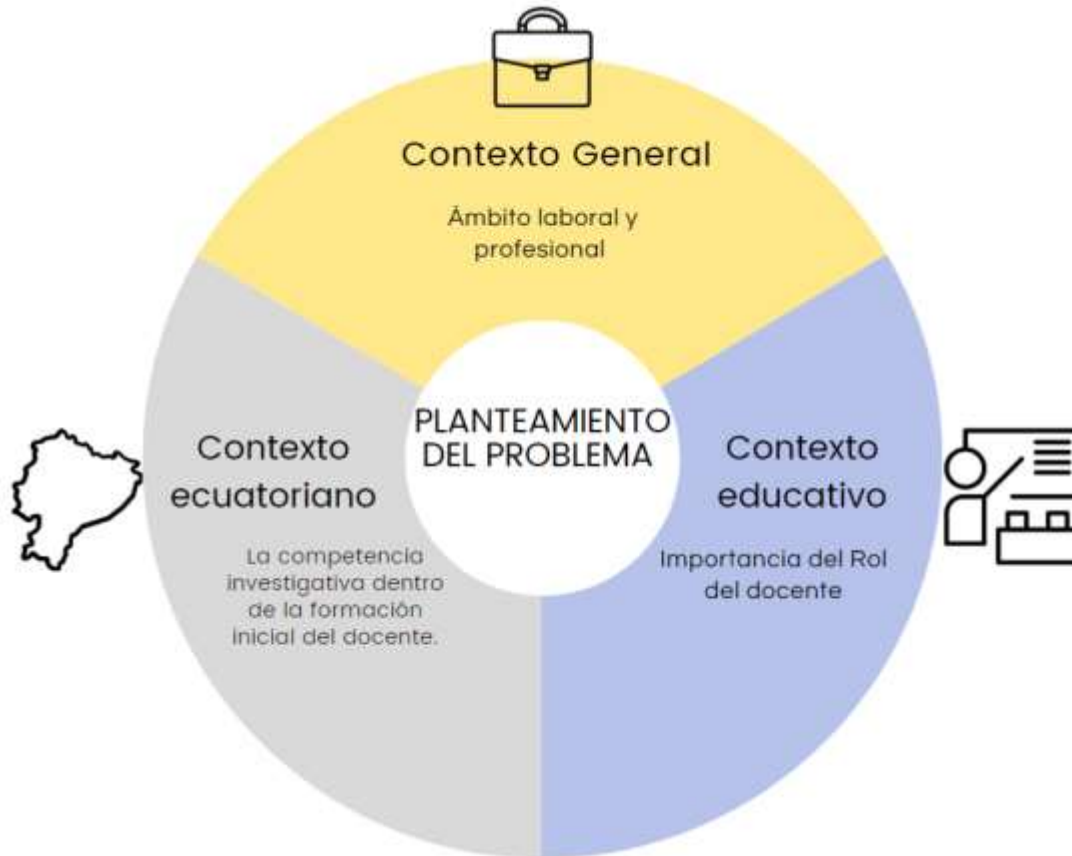 Contexto General
Ámbito laboral y
profesional
PLANTEAMIENTO
DEL PROBLEMA
Contexto
ecuatoriano
La competencia
investigativa dentro
de la formación
inicial del docente.
Contexto
educativo
Importancia del Rol
del docente